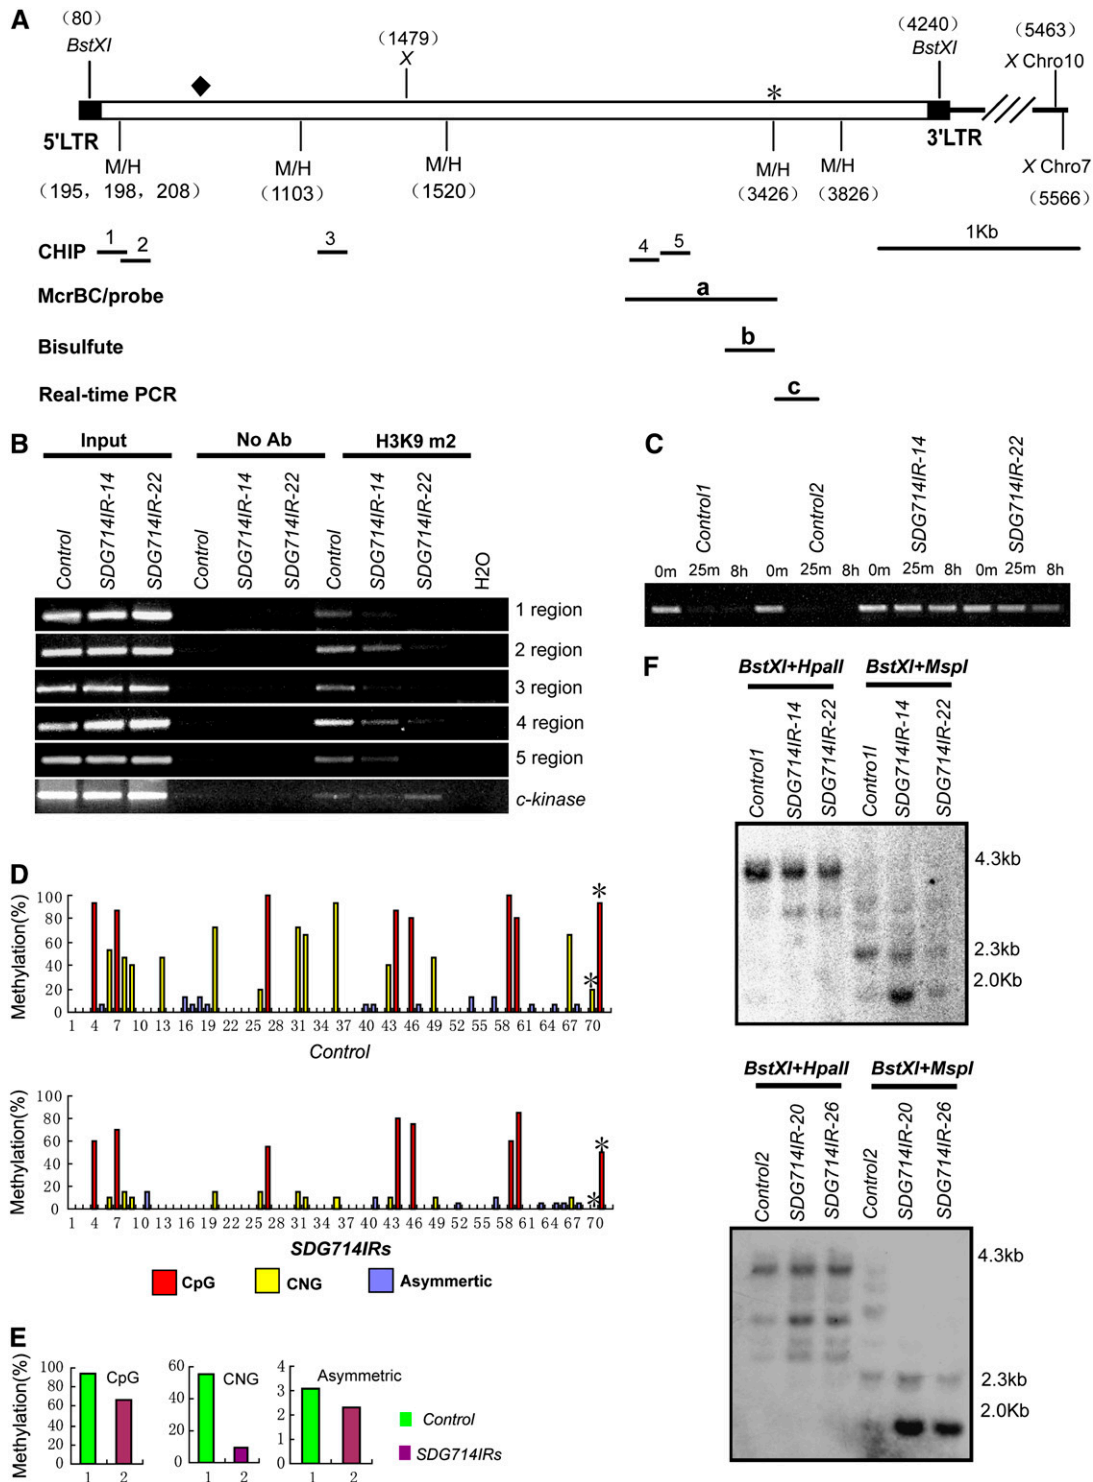 A
(80)
BstXI
(1479)
X
(4240)
BstXI
(5463)
X Chro10
*
5'LTR
3'LTR
M/H
(195, 198, 208)
M/H
(1103)
M/H
(1520)
M/H
(3426)
M/H
(3826)
X Chro7
(5566)
CHIP
1
2
3
4
5
1Kb
McrBC/probe
a
Bisulfute
b
Real-time PCR
c
B
Input
No Ab
H3K9 m2
Control
SDG714IR-14
SDG714IR-22
Control
SDG714IR-14
SDG714IR-22
Control
SDG714IR-14
SDG714IR-22
H2O
1 region
2 region
3 region
4 region
5 region
c-kinase
C
Control1
Control2
SDG714IR-14
SDG714IR-22
0m 25m 8h 0m 25m 8h 0m 25m 8h 0m 25m 8h
D
Methylation(%)
100
80
60
40
20
0
* *
1 4 7 10 13 16 19 22 25 28 31 34 37 40 43 46 49 52 55 58 61 64 67 70
Control
Methylation(%)
100
80
60
40
20
0
* *
1 4 7 10 13 16 19 22 25 28 31 34 37 40 43 46 49 52 55 58 61 64 67 70
SDG714IRs
CpG
CNG
Asymmertic
E
Methylation(%)
100
80
60
40
20
0
CpG
1 2
60
40
20
0
CNG
1 2
4
3
2
1
0
Asymmetric
1 2
Control
SDG714IRs
F
BstXI+HpaII
BstXI+MspI
Control1
SDG714IR-14
SDG714IR-22
Control1
SDG714IR-14
SDG714IR-22
4.3kb
2.3kb
2.0Kb
BstXI+HpaII
BstXI+MspI
Control2
SDG714IR-20
SDG714IR-26
Control2
SDG714IR-20
SDG714IR-26
4.3kb
2.3kb
2.0Kb